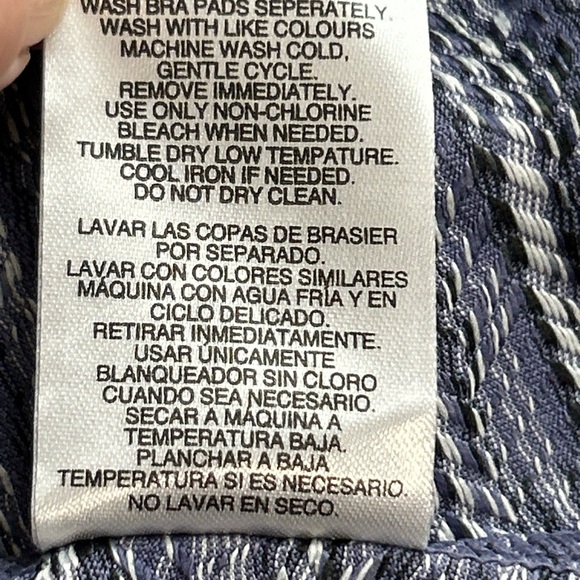 WASH BRA PADS SEPERATELY.
WASH WITH LIKE COLOURS
MACHINE WASH COLD,
GENTLE CYCLE.
REMOVE IMMEDIATELY.
USE ONLY NON-CHLORINE
BLEACH WHEN NEEDED.
TUMBLE DRY LOW TEMPATURE.
COOL IRON IF NEEDED.
DO NOT DRY CLEAN.
LAVAR LAS COPAS DE BRASIER
POR SEPARADO.
LAVAR CON COLORES SIMILARES
MÁQUINA CON AGUA FRÍA Y EN
CICLO DELICADO.
RETIRAR INMEDIATAMENTE.
USAR ÚNICAMENTE
BLANQUEADOR SIN CLORO
CUANDO SEA NECESARIO.
SECAR A MÁQUINA A
TEMPERATURA BAJA.
PLANCHAR A BAJA
TEMPERATURA SI ES NECESARIO.
NO LAVAR EN SECO.